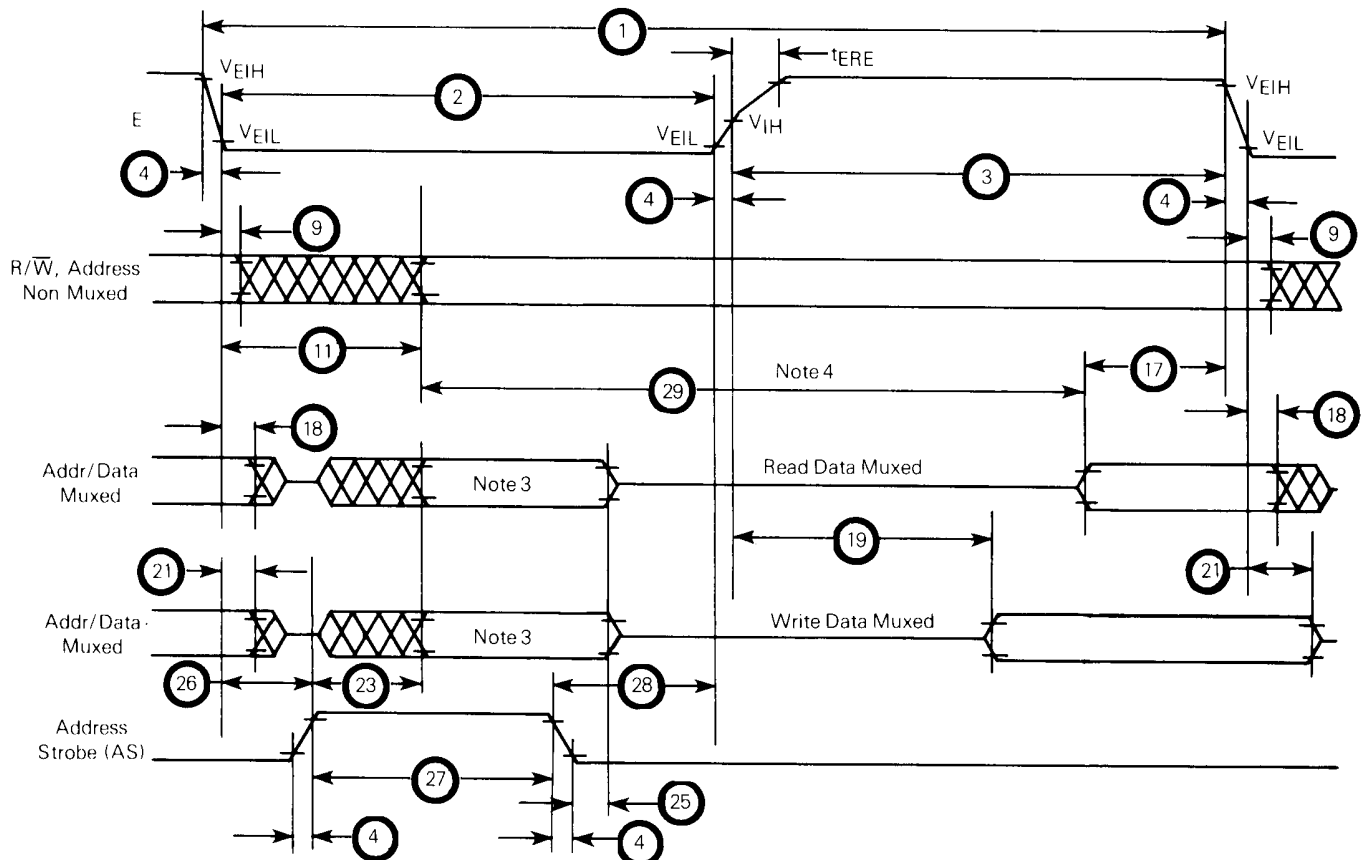 1
tERE
VEIH
VEIH
2
E
VEIL
VEIL
VIH
VEIL
4
3
4
4
9
9
R/W̅, Address
Non Muxed
11
29
Note 4
17
18
18
Addr/Data
Muxed
Note 3
Read Data Muxed
19
21
21
Addr/Data
Muxed
Note 3
Write Data Muxed
26
23
28
Address
Strobe (AS)
27
25
4
4